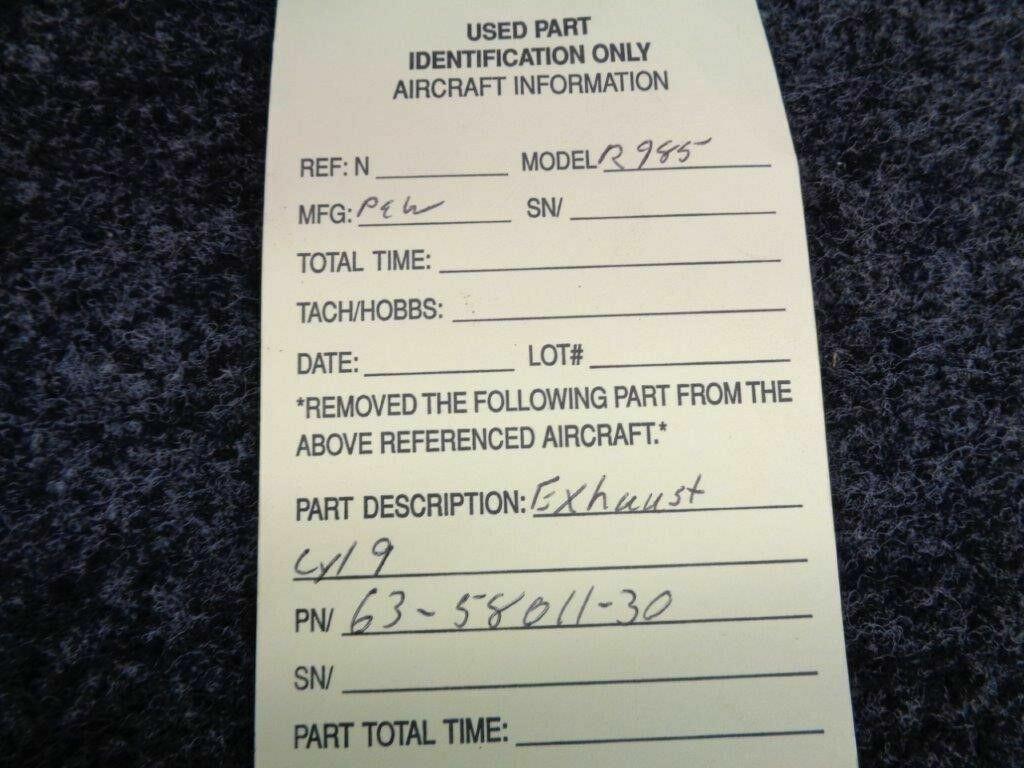 USED PART
IDENTIFICATION ONLY
AIRCRAFT INFORMATION
REF: N MODEL R 985
MFG: P&W SN/
TOTAL TIME:
TACH/HOBBS:
DATE: LOT#
*REMOVED THE FOLLOWING PART FROM THE
ABOVE REFERENCED AIRCRAFT.*
PART DESCRIPTION: Exhaust
Cyl 9
PN/ 63-58011-30
SN/
PART TOTAL TIME: